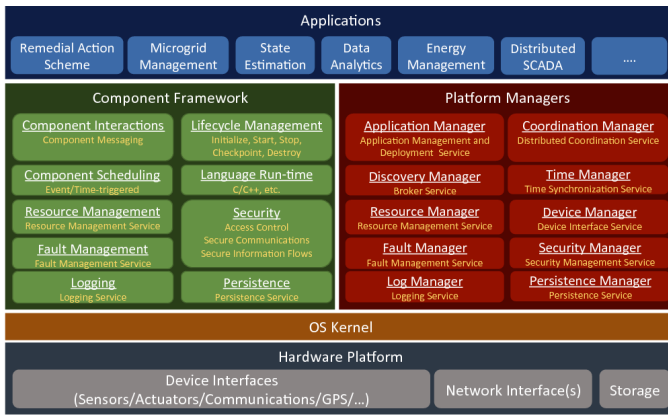 Applications
Remedial Action
Scheme
Microgrid
Management
State
Estimation
Data
Analytics
Energy
Management
Distributed
SCADA
....
Component Framework
Component Interactions
Component Messaging
Lifecycle Management
Initialize, Start, Stop,
Checkpoint, Destroy
Component Scheduling
Event/Time-triggered
Language Run-time
C/C++, etc.
Resource Management
Resource Management Service
Security
Access Control
Secure Communications
Secure Information Flows
Fault Management
Fault Management Service
Logging
Logging Service
Persistence
Persistence Service
Platform Managers
Application Manager
Application Management and
Deployment Service
Coordination Manager
Distributed Coordination Service
Discovery Manager
Broker Service
Time Manager
Time Synchronization Service
Resource Manager
Resource Management Service
Device Manager
Device Interface Service
Fault Manager
Fault Management Service
Security Manager
Security Management Service
Log Manager
Logging Service
Persistence Manager
Persistence Service
OS Kernel
Hardware Platform
Device Interfaces
(Sensors/Actuators/Communications/GPS/...)
Network Interface(s)
Storage